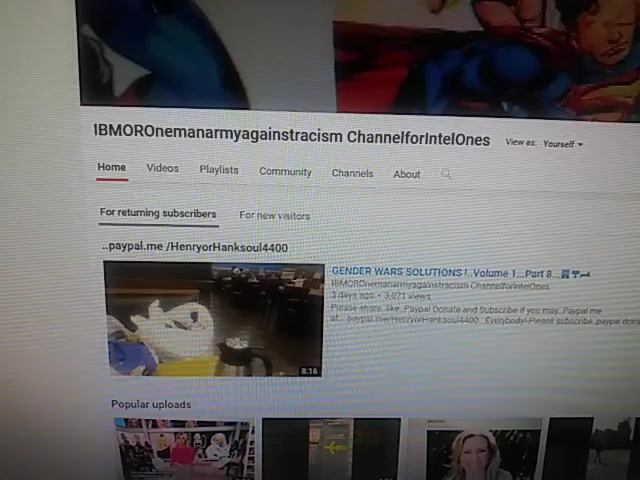 IBMOROnemanarmyagainstracism ChannelforIntelOnes
View as: Yourself
Home Videos Playlists Community Channels About
For returning subscribers For new visitors
..paypal.me /HenryorHanksoul4400
GENDER WARS SOLUTIONS !..Volume 1...Part 8...
IBMOROnemanarmyagainstracism ChannelforIntelOnes
3 days ago • 3,071 views
Please share, like, Paypal Donate and Subscribe if you may..Paypal me
at... paypal.me/HenryorHanksoul4400.. Everybody! Please subscribe, paypal dona
8:16
Popular uploads